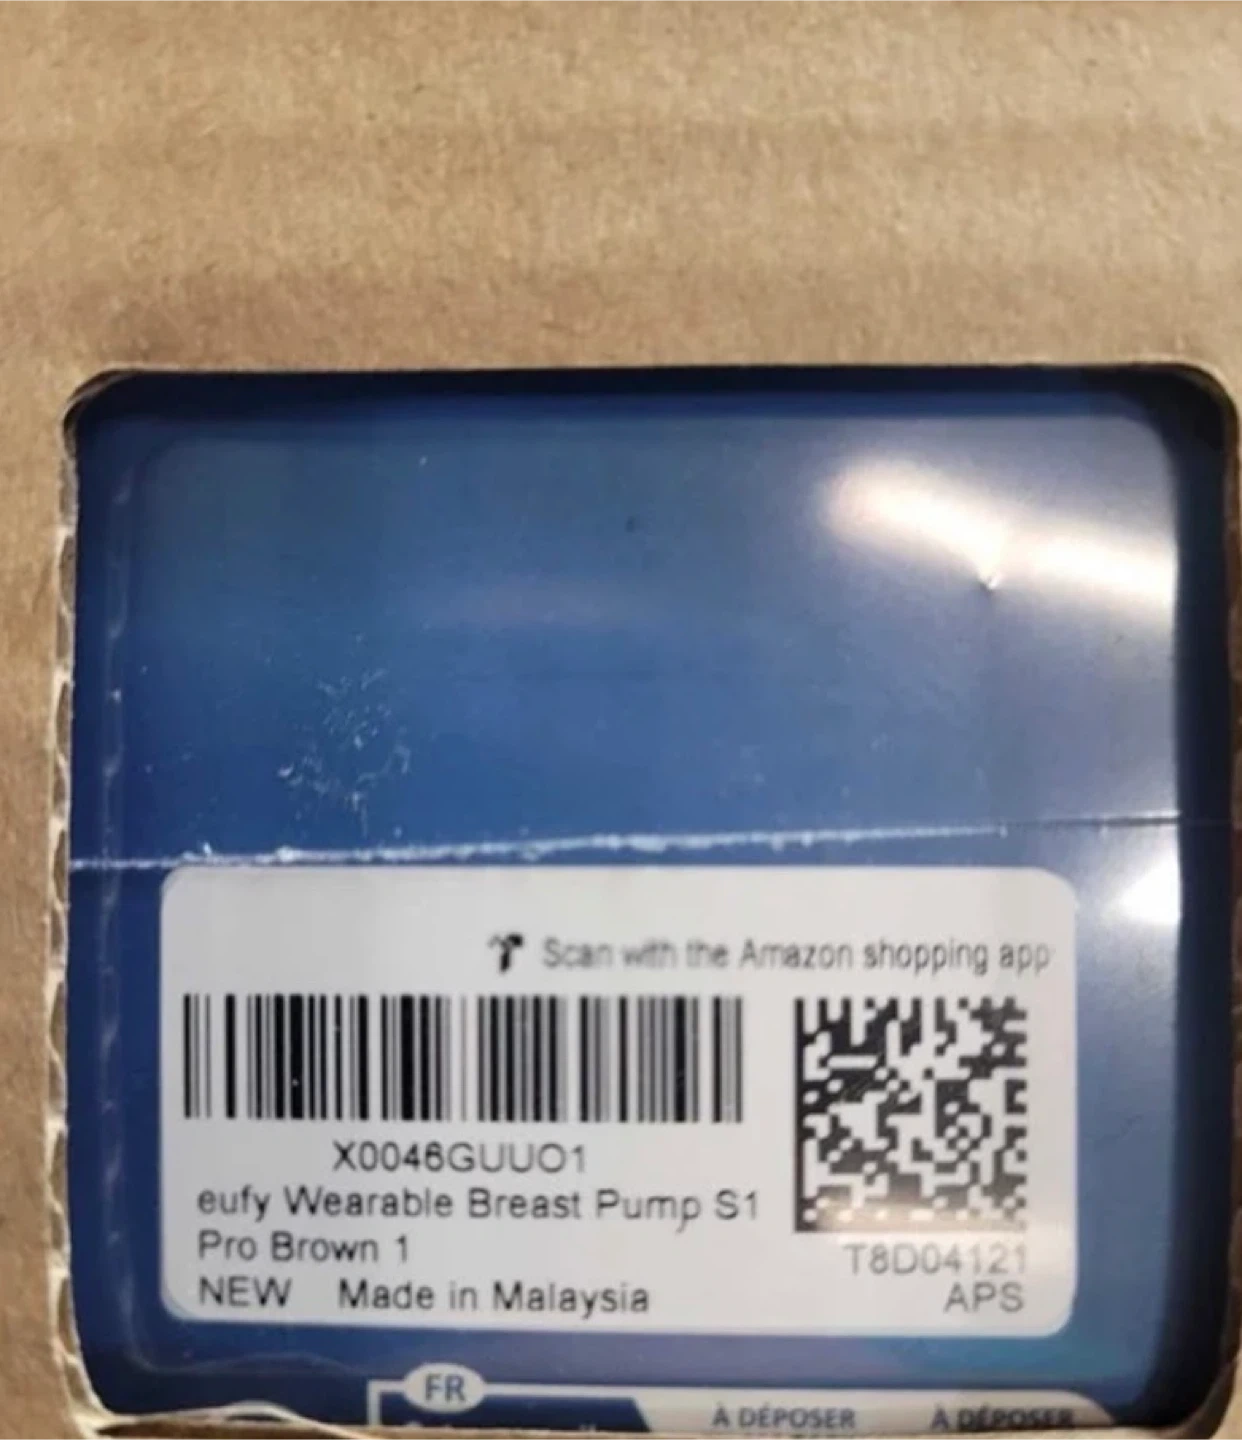 Scan with the Amazon shopping app
X0046GUUO1
eufy Wearable Breast Pump S1
Pro Brown 1
NEW Made in Malaysia
T8D04121
APS
FR
À DÉPOSER
À DÉPOSER